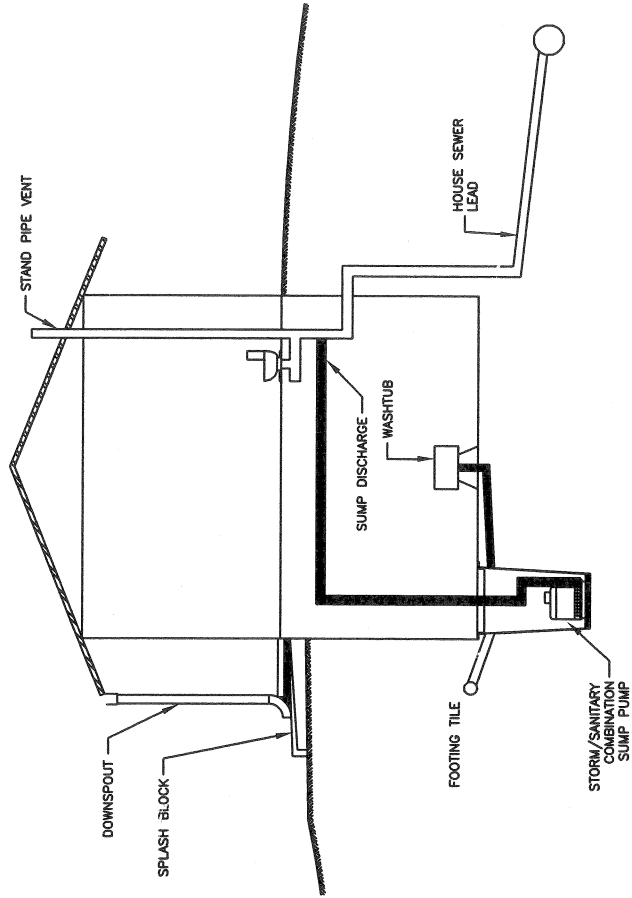 STAND PIPE VENT
HOUSE SEWER
LEAD
SUMP DISCHARGE
WASHTUB
DOWNSPOUT
SPLASH BLOCK
FOOTING TILE
STORM/SANITARY
COMBINATION
SUMP PUMP